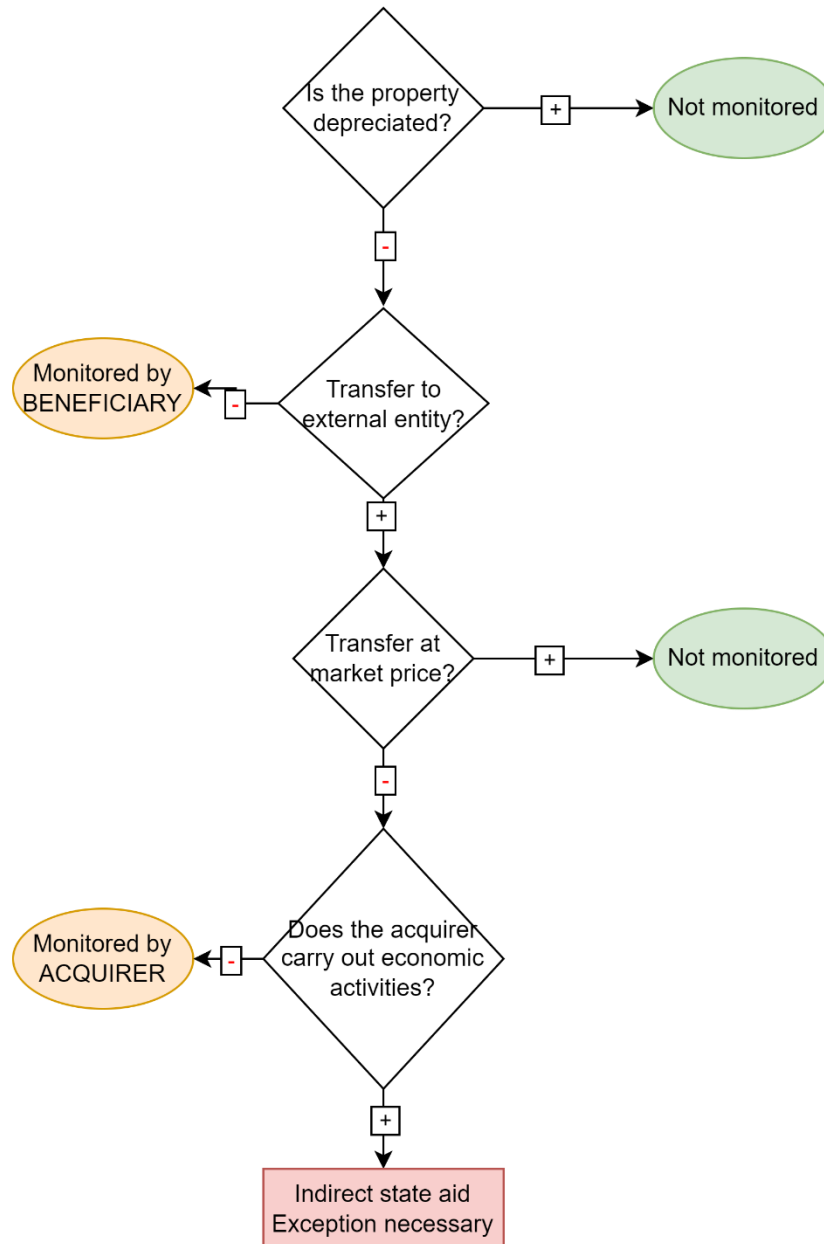 Is the property
depreciated?
+
Not monitored
-
Monitored by
BENEFICIARY
-
Transfer to
external entity?
+
Transfer at
market price?
+
Not monitored
-
Monitored by
ACQUIRER
-
Does the acquirer
carry out economic
activities?
+
Indirect state aid
Exception necessary